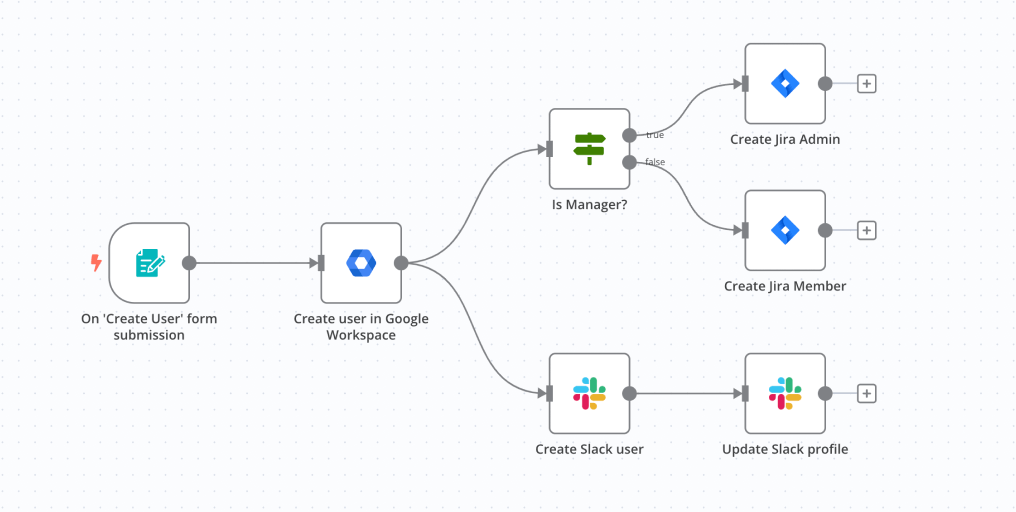 true
Create Jira Admin
false
Is Manager?
Create Jira Member
On 'Create User' form
submission
Create user in Google
Workspace
Create Slack user
Update Slack profile